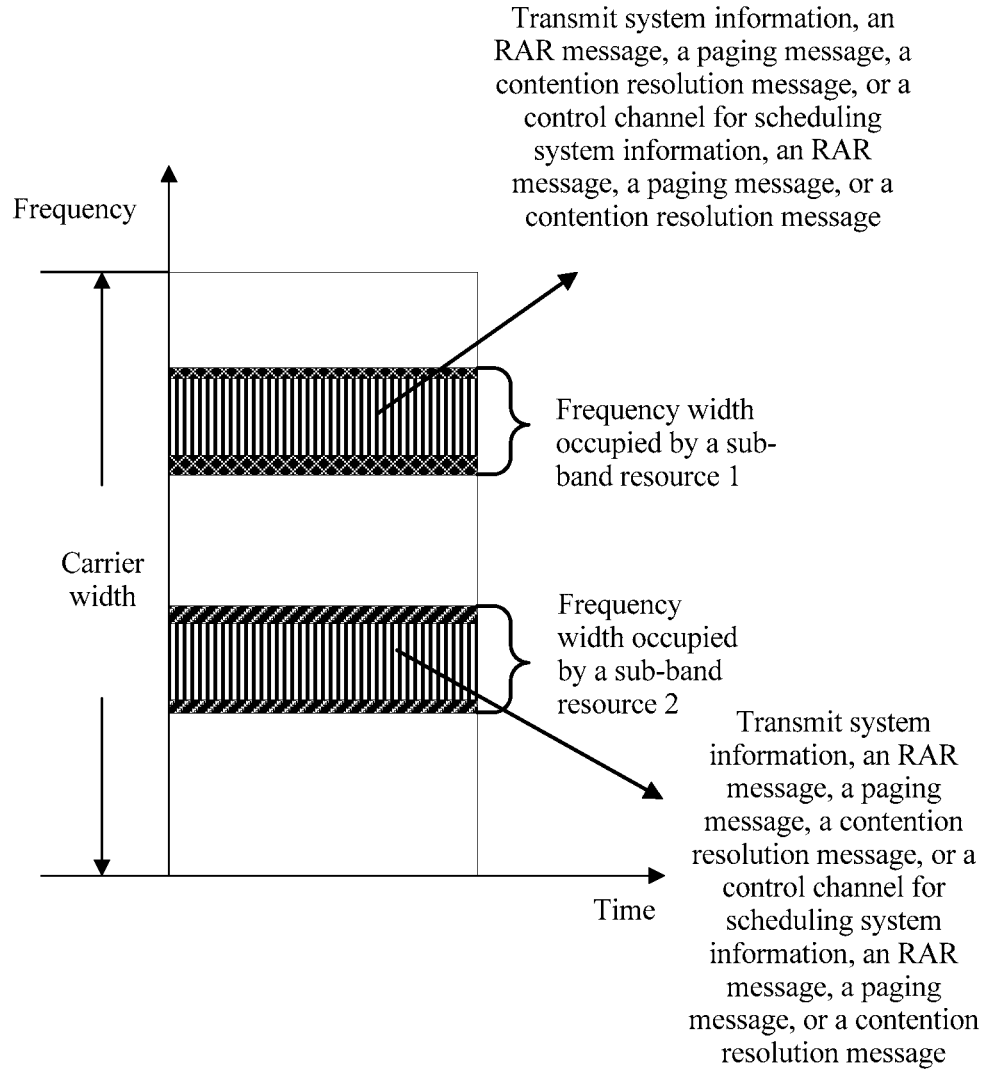 Transmit system information, an
RAR message, a paging message, a
contention resolution message, or a
control channel for scheduling
system information, an RAR
message, a paging message, or a
contention resolution message
Frequency
Frequency width
occupied by a sub-
band resource 1
Carrier
width
Frequency
width occupied
by a sub-band
resource 2
Transmit system
information, an RAR
message, a paging
message, a contention
resolution message, or a
control channel for
scheduling system
information, an RAR
message, a paging
message, or a contention
resolution message
Time